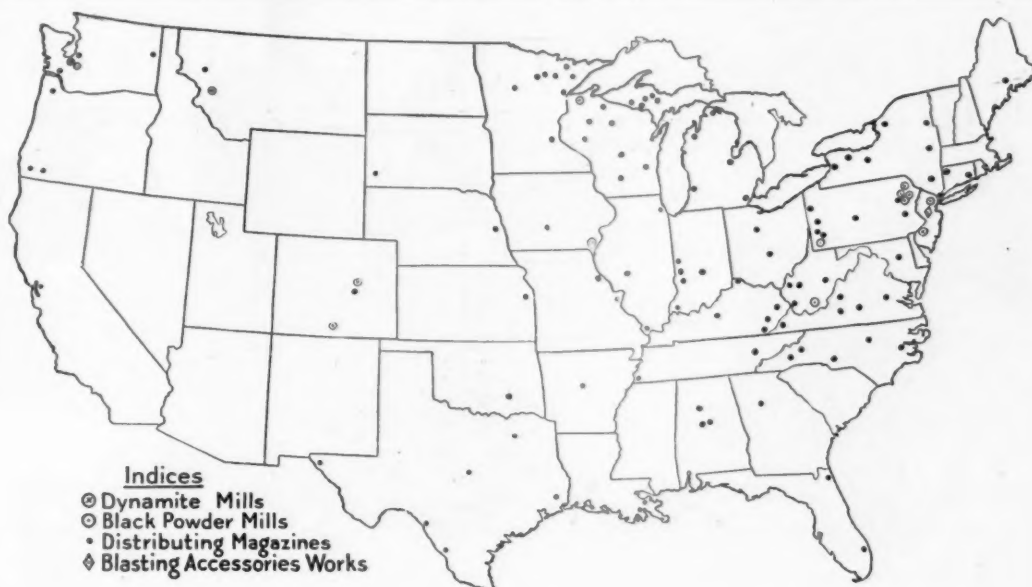 Indices
Dynamite Mills
Black Powder Mills
Distributing Magazines
Blasting Accessories Works